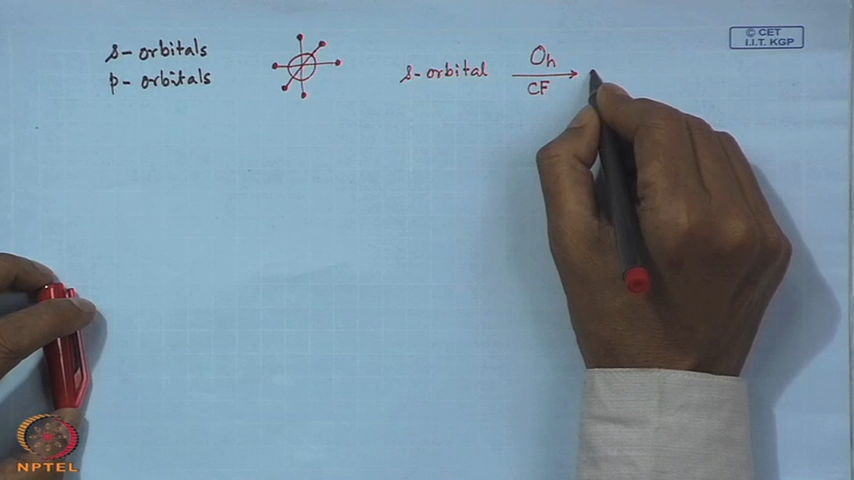 s-orbitals
p-orbitals
s-orbital
Oh
CF
© CET
I.I.T. KGP
NPTEL